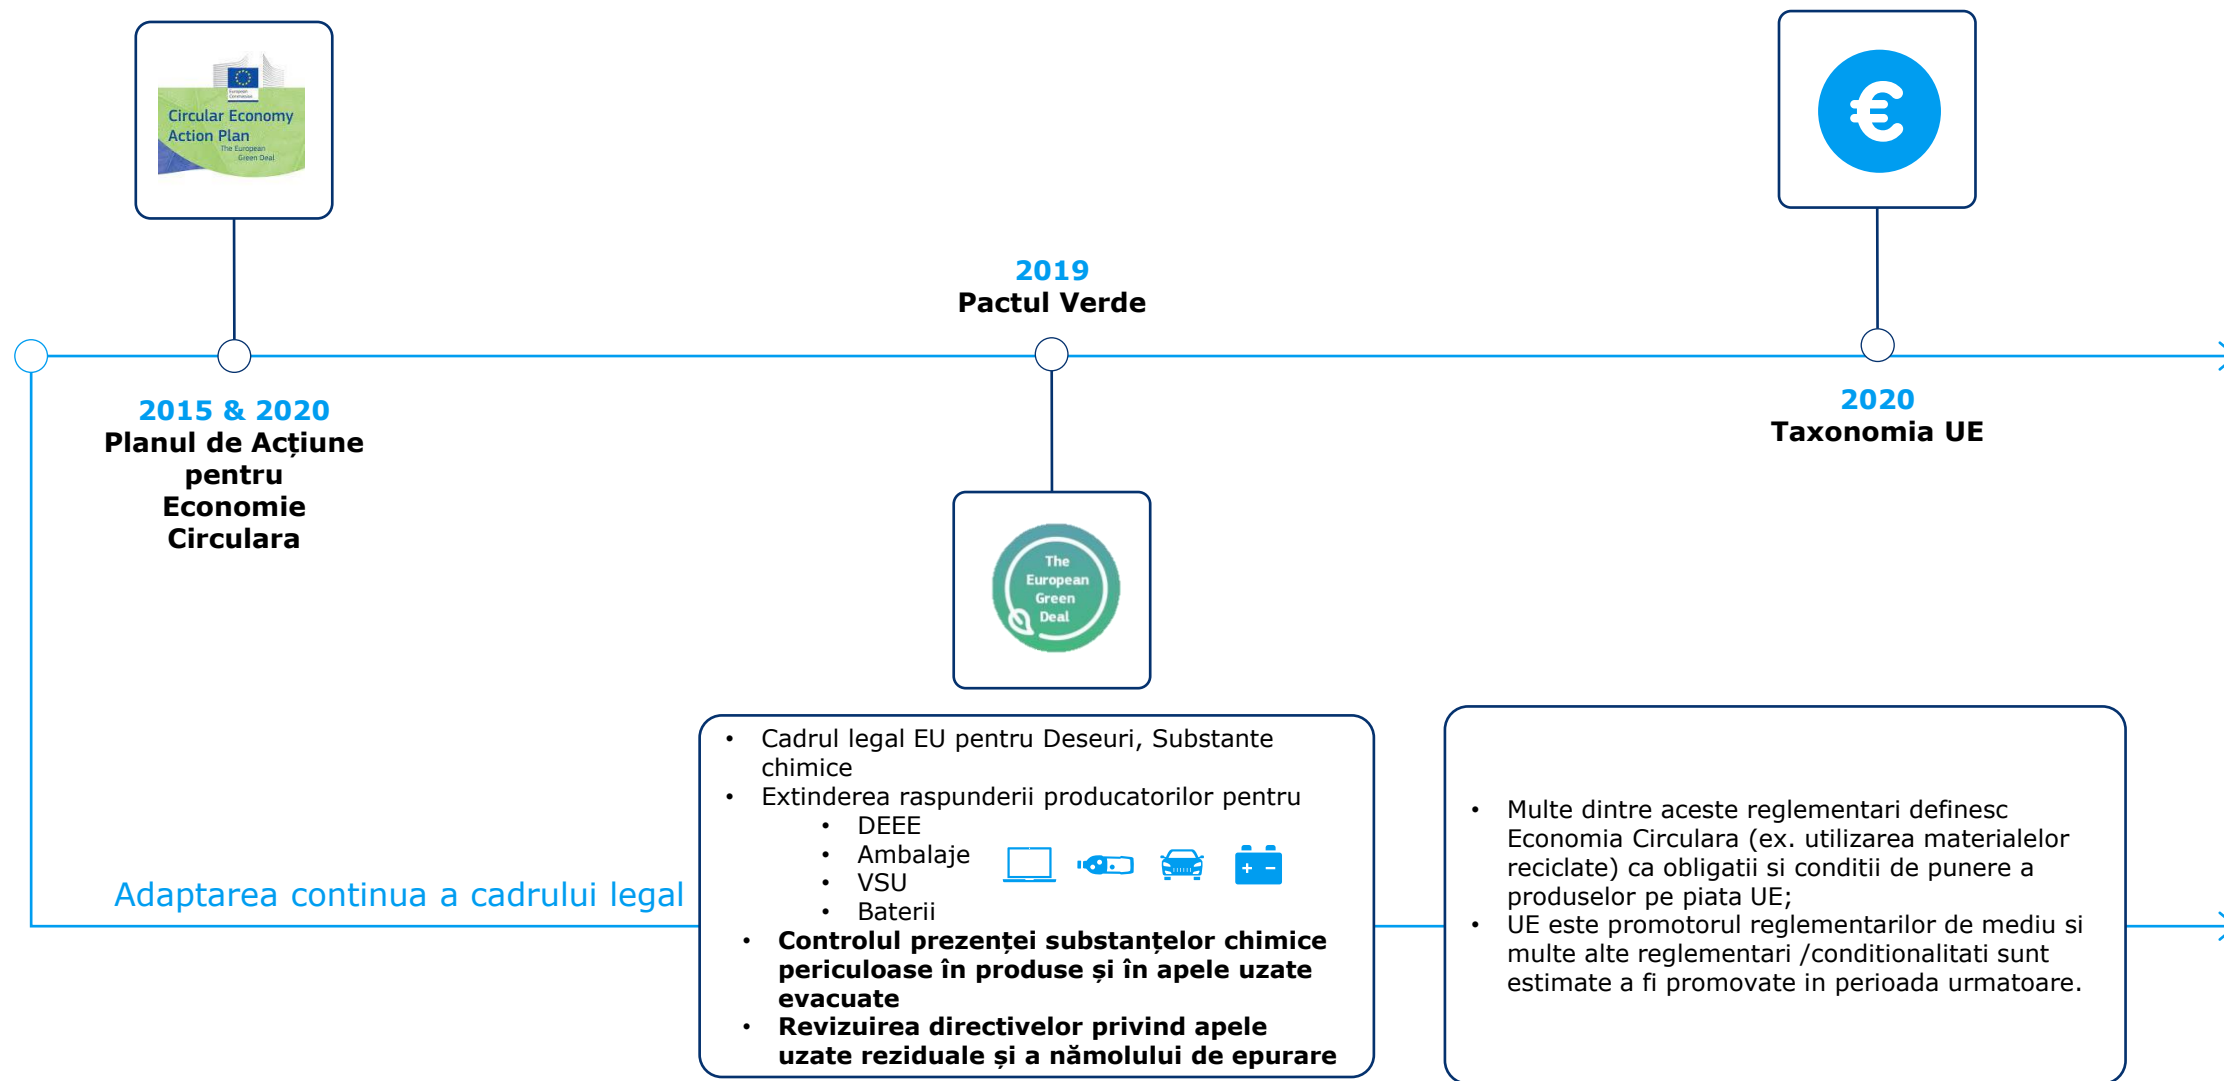 European
Commission
Circular Economy
Action Plan
The European
Green Deal
€
2019
Pactul Verde
2015 & 2020
Planul de Acțiune
pentru
Economie
Circulara
2020
Taxonomia UE
The
European
Green
Deal
Adaptarea continua a cadrului legal
• Cadrul legal EU pentru Deseuri, Substante
chimice
• Extinderea raspunderii producatorilor pentru
• DEEE
• Ambalaje
• VSU
• Baterii
• Controlul prezenței substanțelor chimice
periculoase în produse și în apele uzate
evacuate
• Revizuirea directivelor privind apele
uzate reziduale și a nămolului de epurare
• Multe dintre aceste reglementari definesc
Economia Circulara (ex. utilizarea materialelor
reciclate) ca obligatii si conditii de punere a
produselor pe piata UE;
• UE este promotorul reglementarilor de mediu si
multe alte reglementari /conditionalitati sunt
estimate a fi promovate in perioada urmatoare.